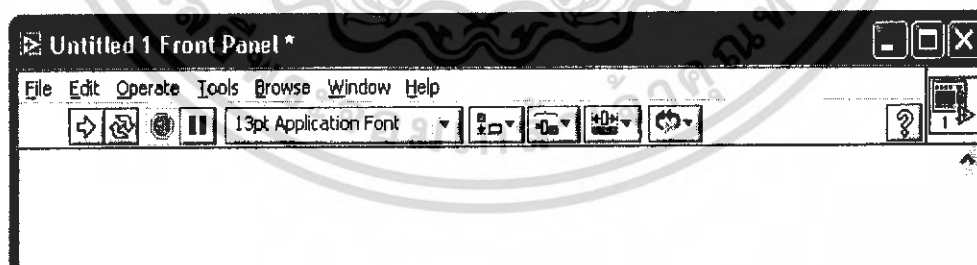 Untitled 1 Front Panel *
File Edit Operate Tools Browse Window Help
13pt Application Font
?
1